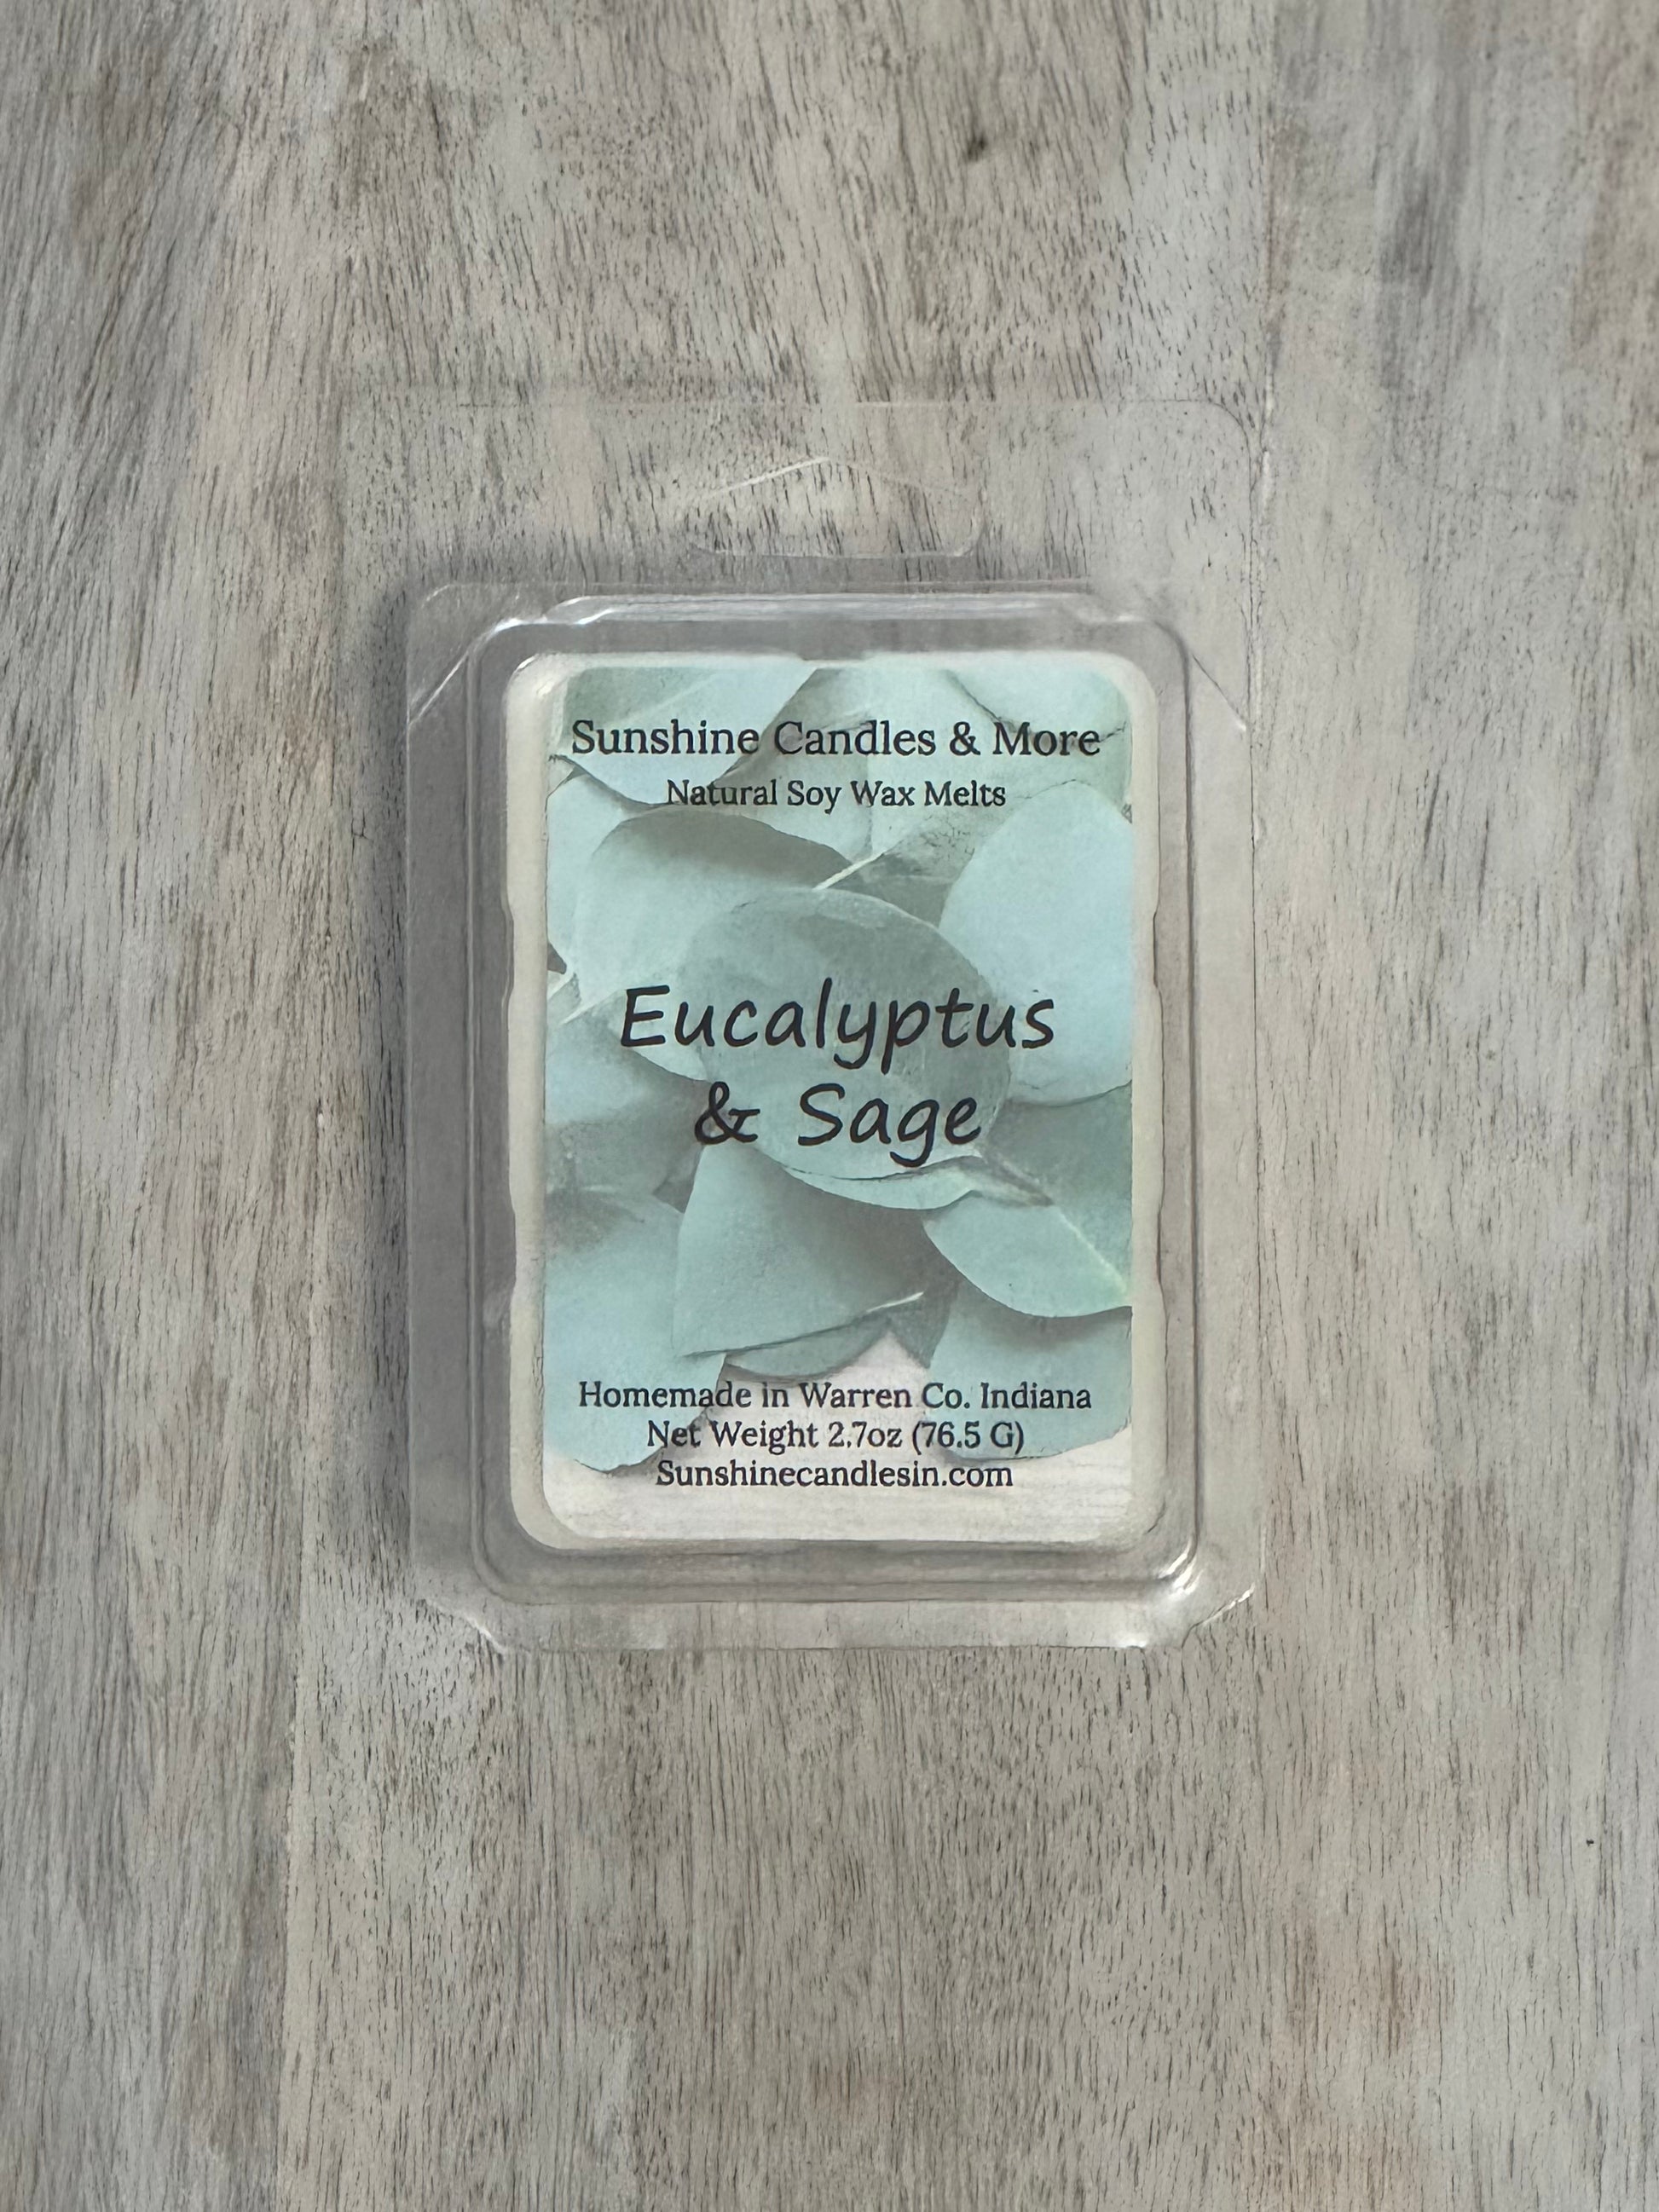 Sunshine Candles & More
Natural Soy Wax Melts
Eucalyptus
& Sage
Homemade in Warren Co. Indiana
Net Weight 2.7oz (76.5 G)
Sunshinecandlesin.com